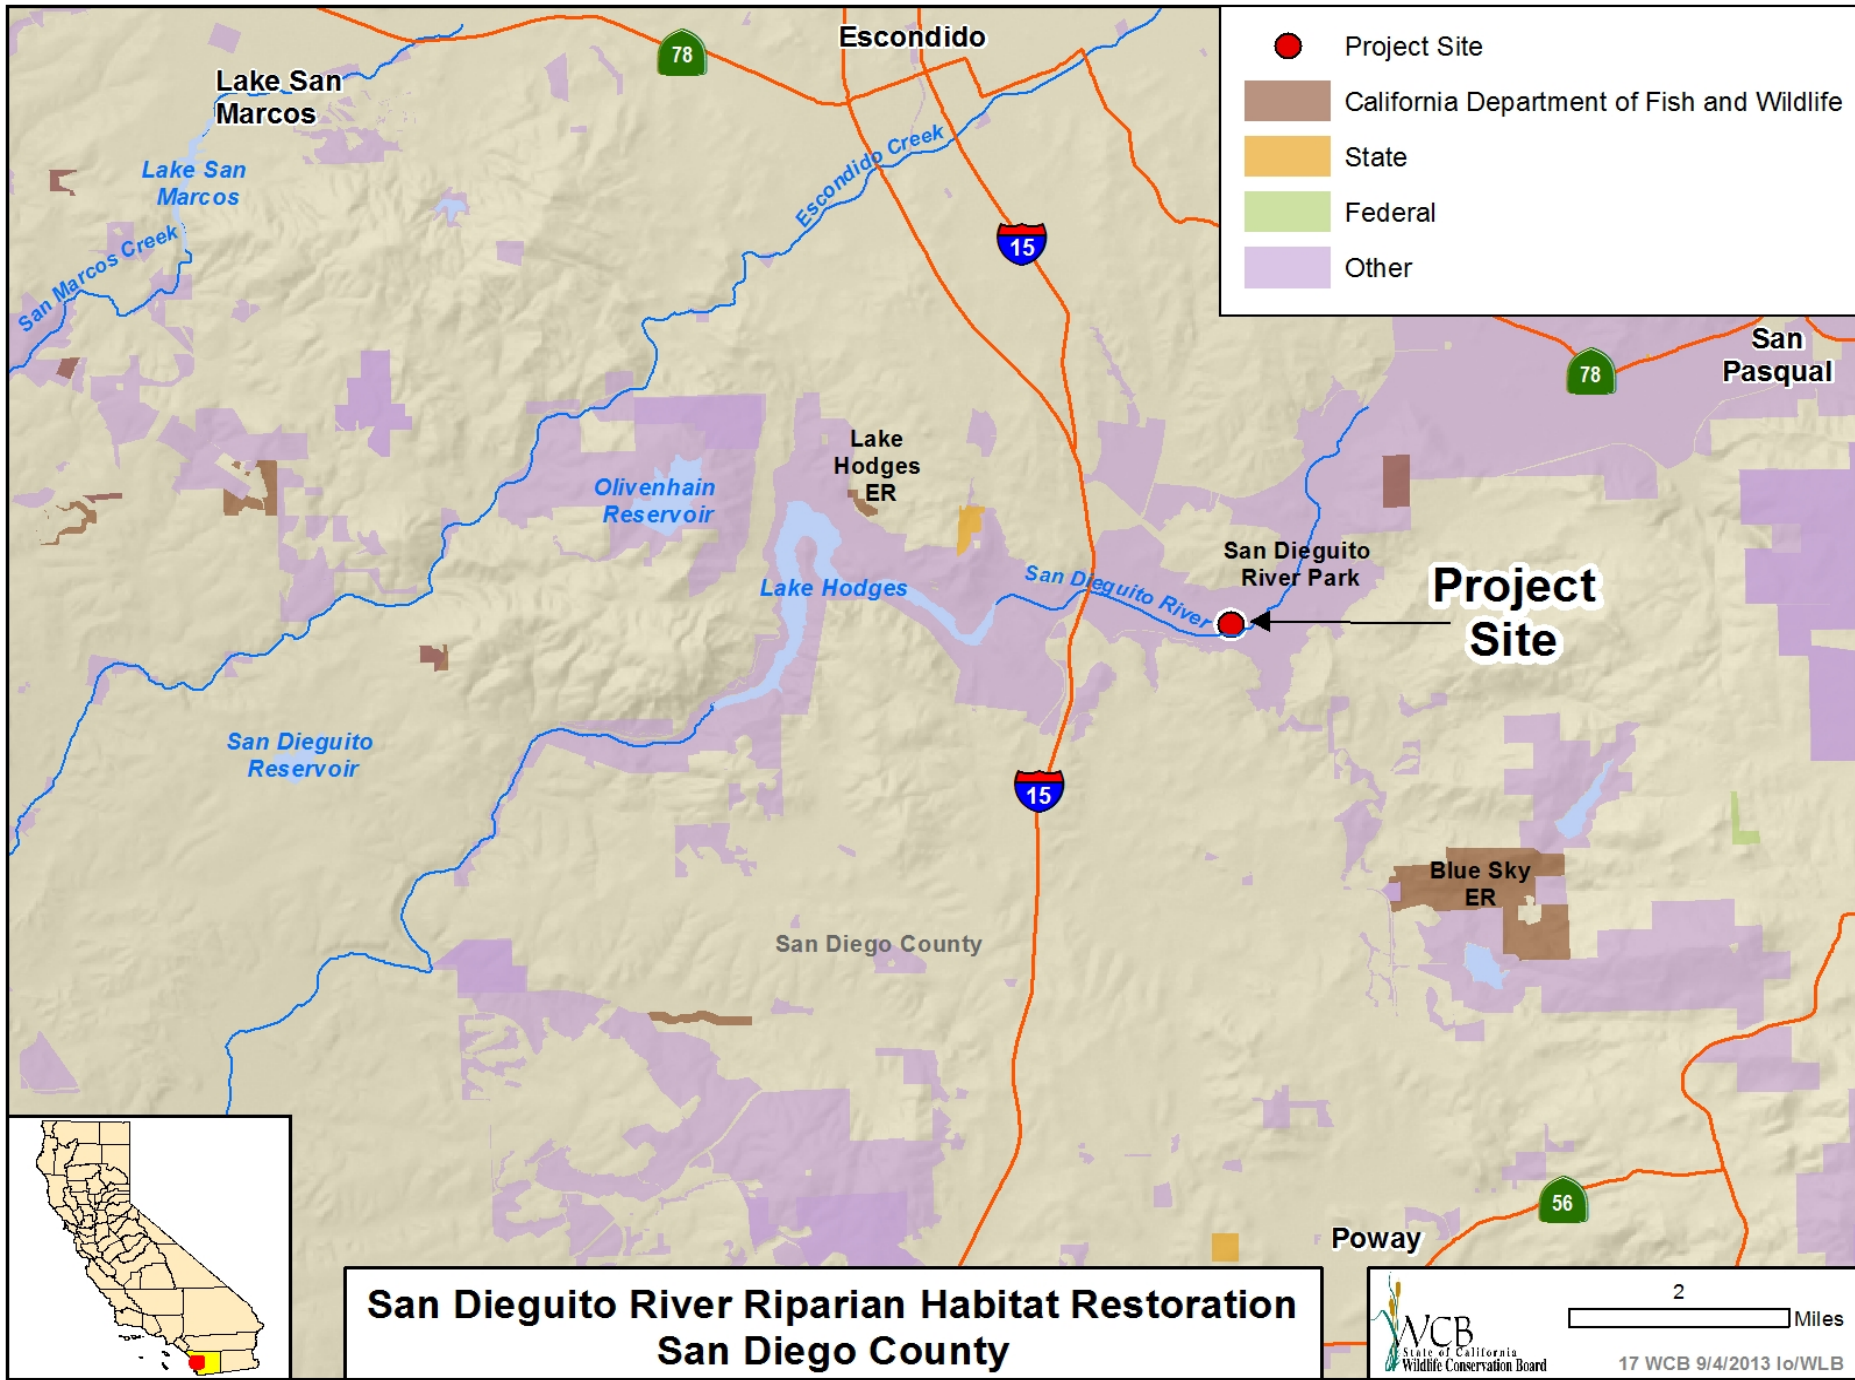 Escondido
78
Lake San
Marcos
Project Site
California Department of Fish and Wildlife
State
Federal
Other
Lake San
Marcos
Escondido Creek
San Marcos Creek
15
San
Pasqual
78
Lake
Hodges
ER
Olivenhain
Reservoir
San Dieguito
River Park
Project
Site
Lake Hodges
San Dieguito River
San Dieguito
Reservoir
15
Blue Sky
ER
San Diego County
56
Poway
San Dieguito River Riparian Habitat Restoration
San Diego County
2
Miles
WCB
State of California
Wildlife Conservation Board
17 WCB 9/4/2013 lo/WLB